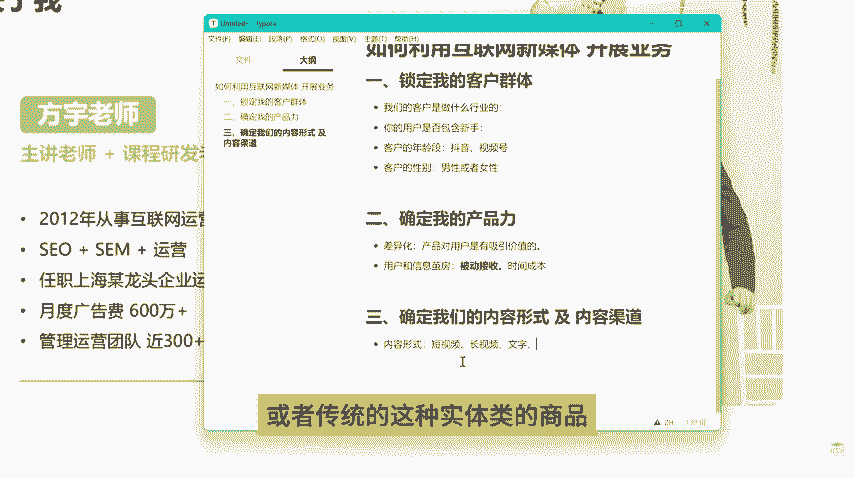 Untitled - Typora
文件(F) 编辑(E) 段落(P) 格式(O) 视图(V) 主题(T) 帮助(H)
文件 大纲
如何利用互联网新媒体 开展业务
一、锁定我的客户群体
二、确定我的产品力
三、确定我们的内容形式 及
内容渠道
如何利用互联网新媒体 开展业务
一、锁定我的客户群体
• 我们的客户是做什么行业的:
• 你的用户是否包含新手:
• 客户的年龄段：抖音、视频号
• 客户的性别：男性或者女性
二、确定我的产品力
• 差异化：产品对用户是有吸引价值的。
• 用户和信息茧房：被动接收。时间成本
三、确定我们的内容形式 及 内容渠道
• 内容形式：短视频、长视频、文字、
方宇老师
主讲老师 + 课程研发
• 2012年从事互联网运营
• SEO + SEM + 运营
• 任职上海某龙头企业运
• 月度广告费 600万+
• 管理运营团队 近300+
或者传统的这种实体类的商品